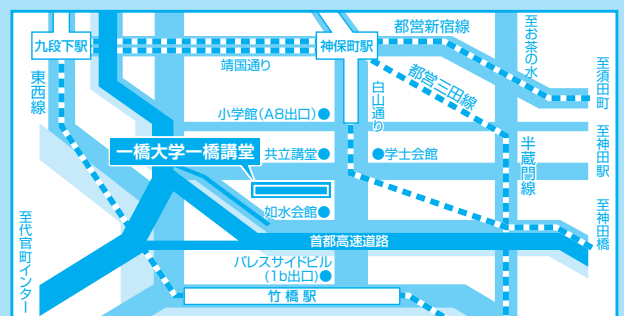 都営新宿線
至お茶の水
九段下駅
神保町駅
靖国通り
東西線
白山通り
都営三田線
至須田町
小学館(A8出口)
一橋大学一橋講堂
共立講堂
学士会館
半蔵門線
至神田駅
如水会館
至神田橋
至代官町インター
首都高速道路
パレスサイドビル
(1b出口)
竹橋駅